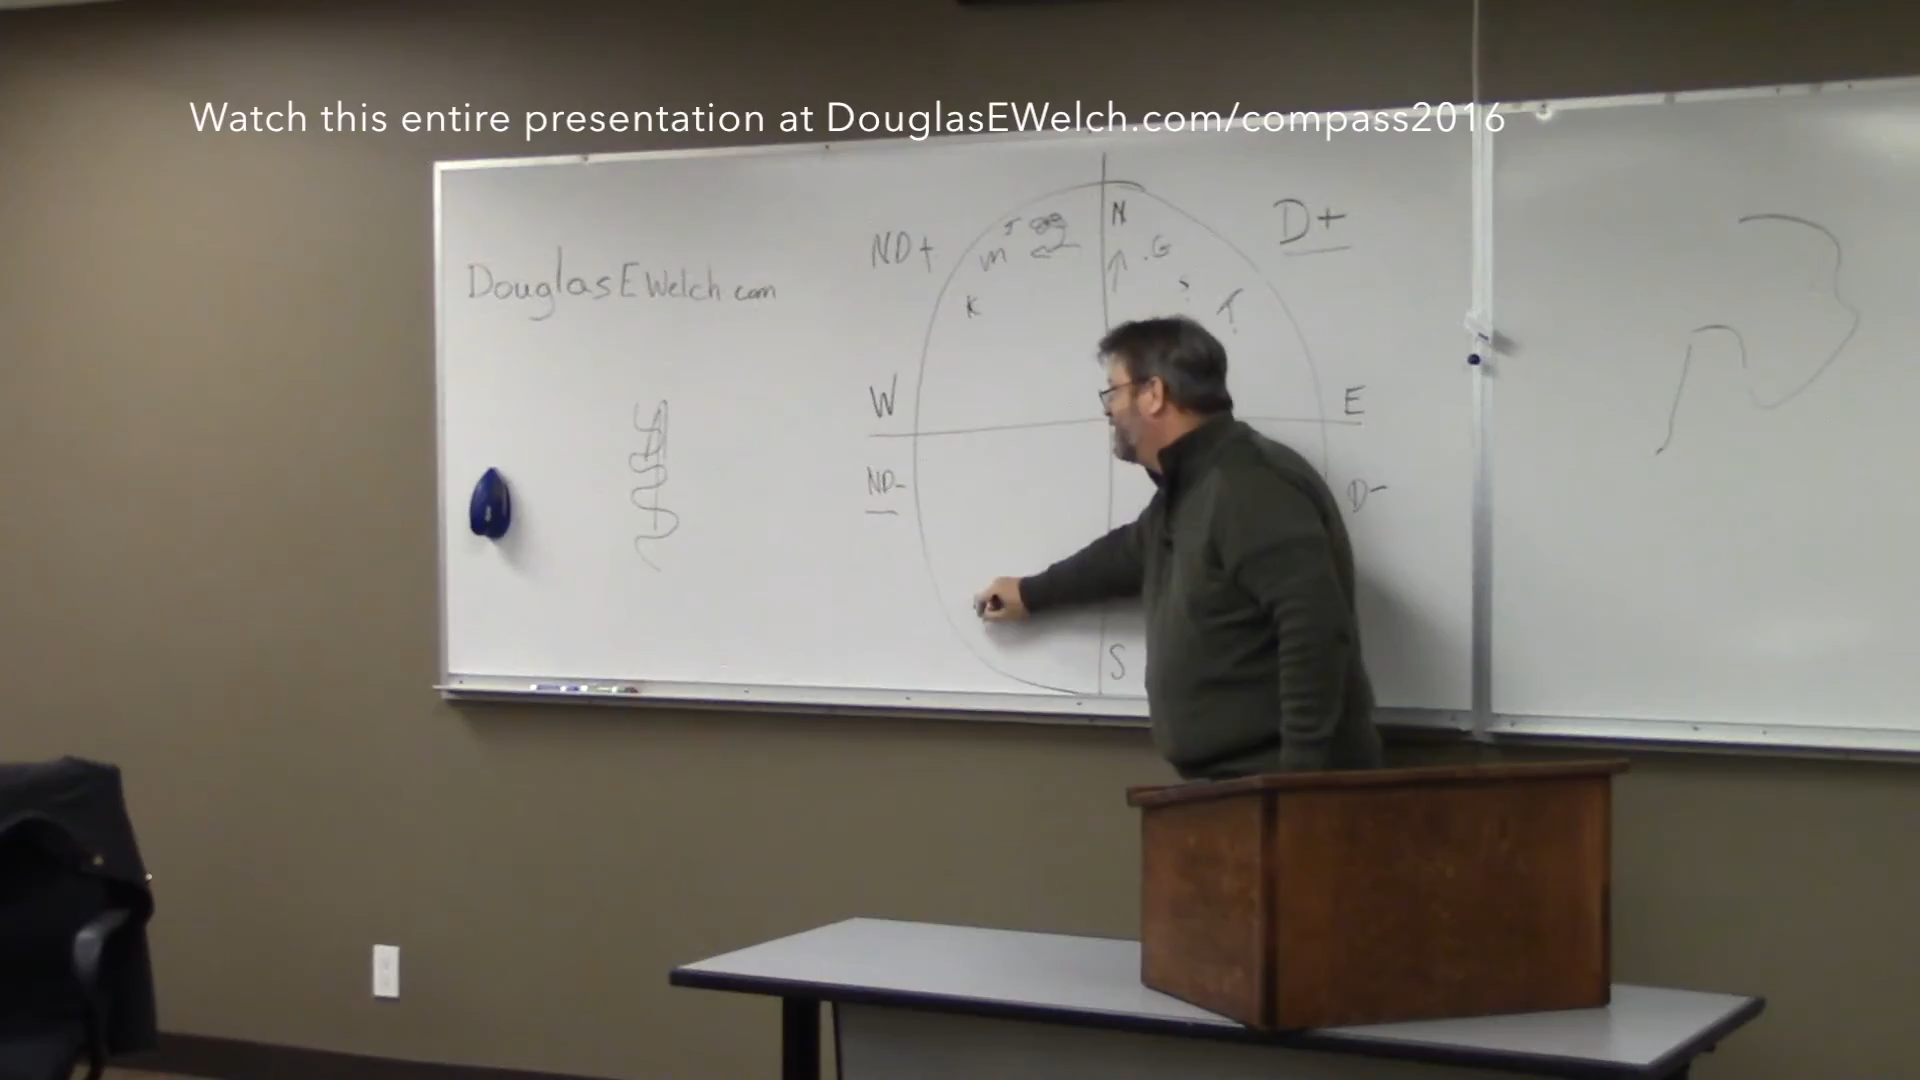 Watch this entire presentation at DouglasEWelch.com/compass2016
DouglasEWelch com
ND+
N
D+
G
m
K
S
T
W
E
ND-
D-
S